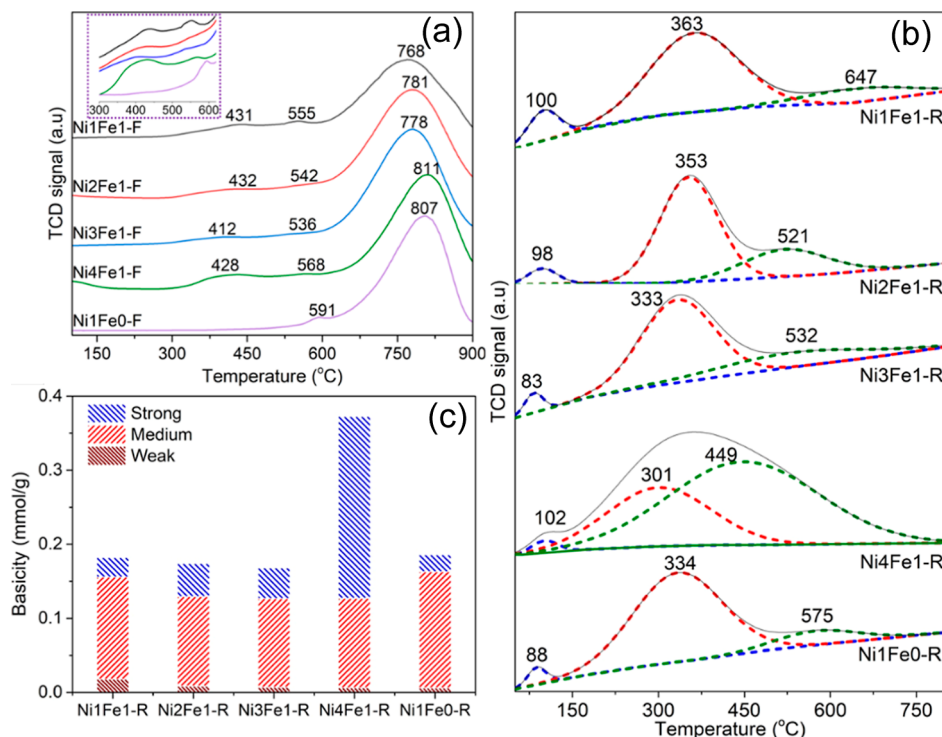 (a)
TCD signal (a.u)
300 400 500 600
Ni1Fe1-F 431 555 768
Ni2Fe1-F 432 542 781
Ni3Fe1-F 412 536 778
Ni4Fe1-F 428 568 811
Ni1Fe0-F 591 807
150 300 450 600 750 900
Temperature (°C)
(b)
TCD signal (a.u)
100 363 647
Ni1Fe1-R
98 353 521
Ni2Fe1-R
83 333 532
Ni3Fe1-R
102 301 449
Ni4Fe1-R
88 334 575
Ni1Fe0-R
150 300 450 600 750
Temperature (°C)
(c)
Basicity (mmol/g)
0.4
0.3
0.2
0.1
0.0
Strong
Medium
Weak
Ni1Fe1-R Ni2Fe1-R Ni3Fe1-R Ni4Fe1-R Ni1Fe0-R